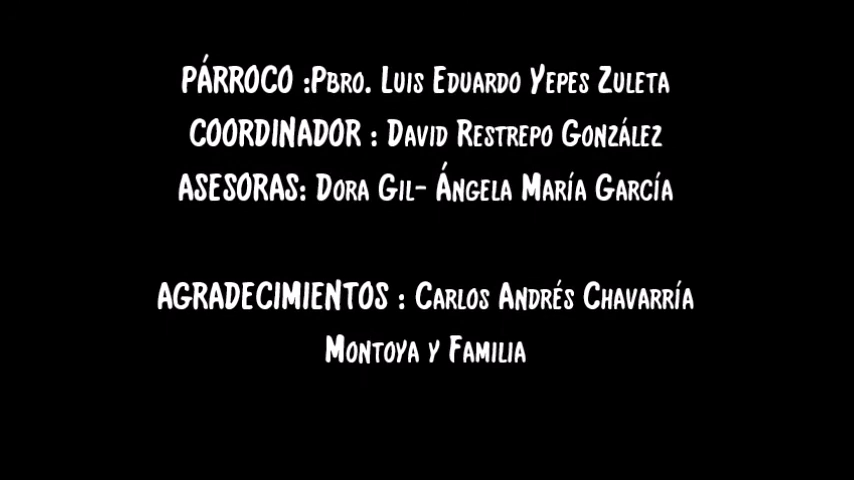 PÁRROCO :Pbro. Luis Eduardo Yepes Zuleta
COORDINADOR : David Restrepo González
ASESORAS: Dora Gil- Ángela María García
AGRADECIMIENTOS : Carlos Andrés Chavarría
Montoya y Familia